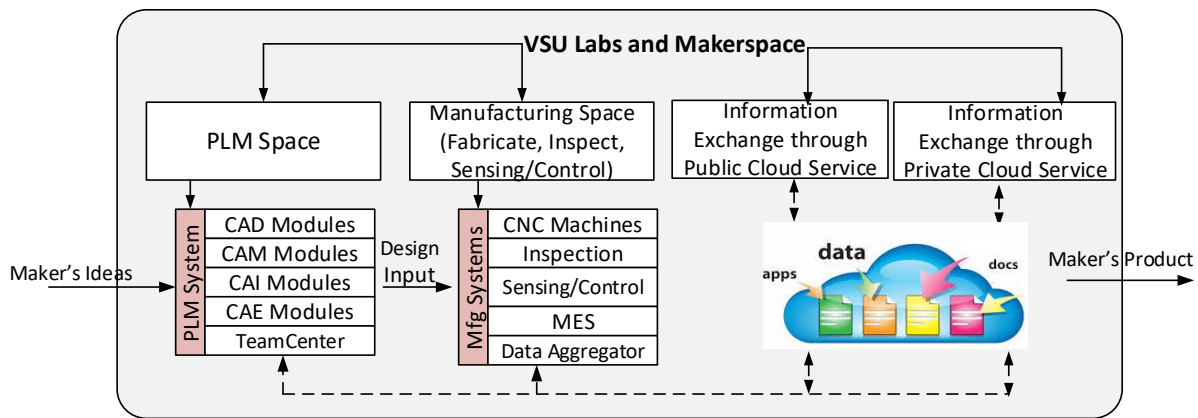 VSU Labs and Makerspace
PLM Space
Manufacturing Space
(Fabricate, Inspect,
Sensing/Control)
Information
Exchange through
Public Cloud Service
Information
Exchange through
Private Cloud Service
Maker's Ideas
PLM System
CAD Modules
CAM Modules
CAI Modules
CAE Modules
TeamCenter
Design
Input
Mfg Systems
CNC Machines
Inspection
Sensing/Control
MES
Data Aggregator
apps
data
docs
Maker's Product